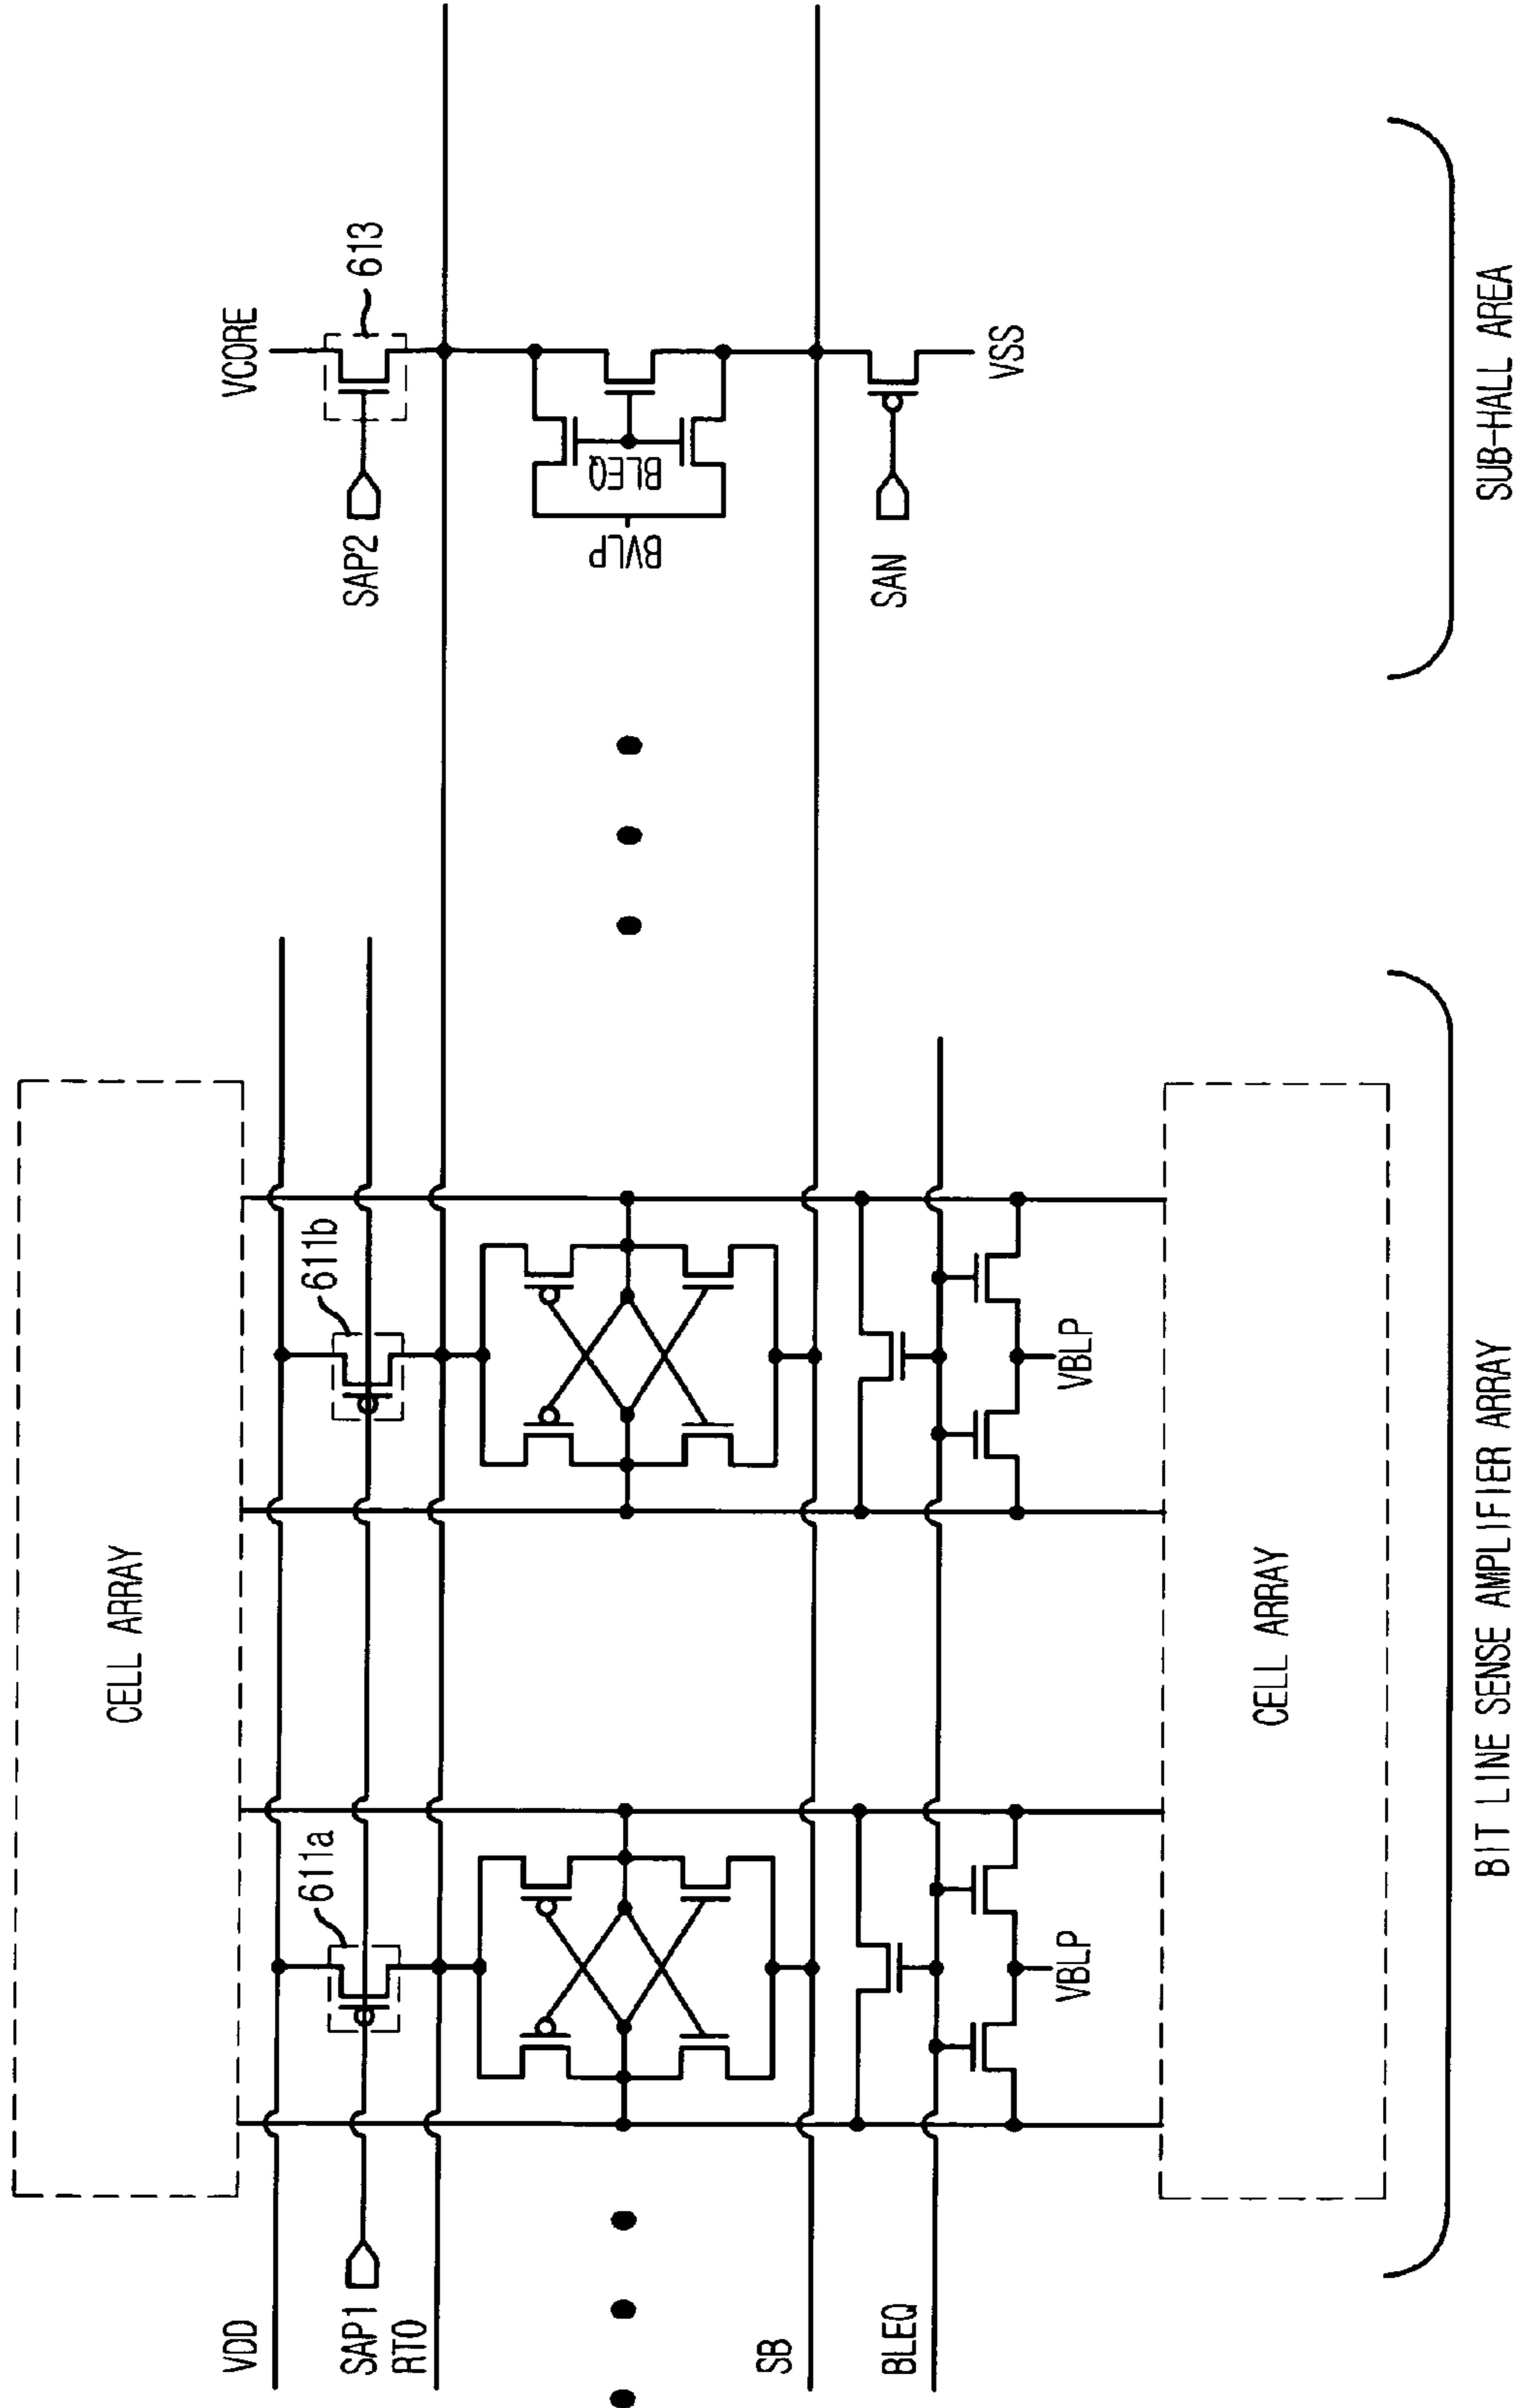 CELL ARRAY
VDD
SAP1
RTO
611a
611b
SB
BLEQ
VBLP
VBLP
CELL ARRAY
BIT LINE SENSE AMPLIFIER ARRAY
VCORE
613
SAP2
BLEQ
BVLP
SAN
VSS
SUB-HALL AREA